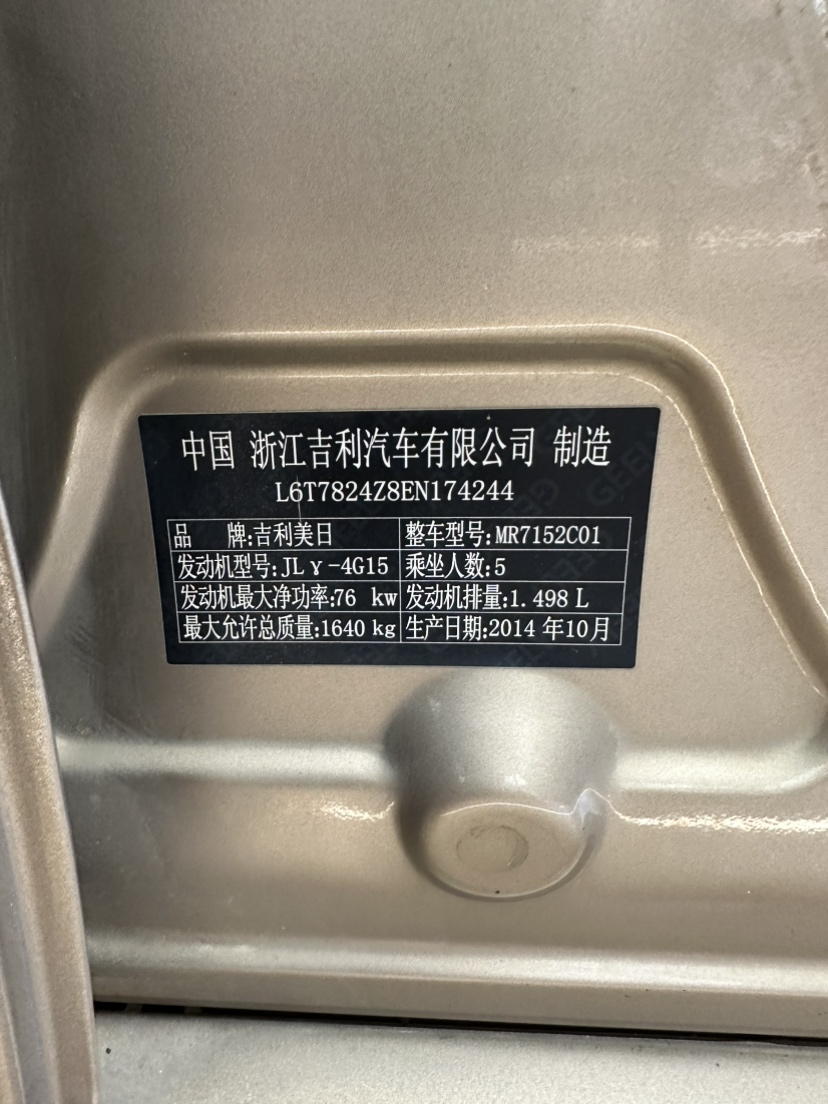 中国 浙江吉利汽车有限公司 制造
L6T7824Z8EN174244
品 牌:吉利美日 整车型号:MR7152C01
发动机型号:JLγ-4G15 乘坐人数:5
发动机最大净功率:76 kw 发动机排量:1.498 L
最大允许总质量:1640 kg 生产日期:2014 年10月